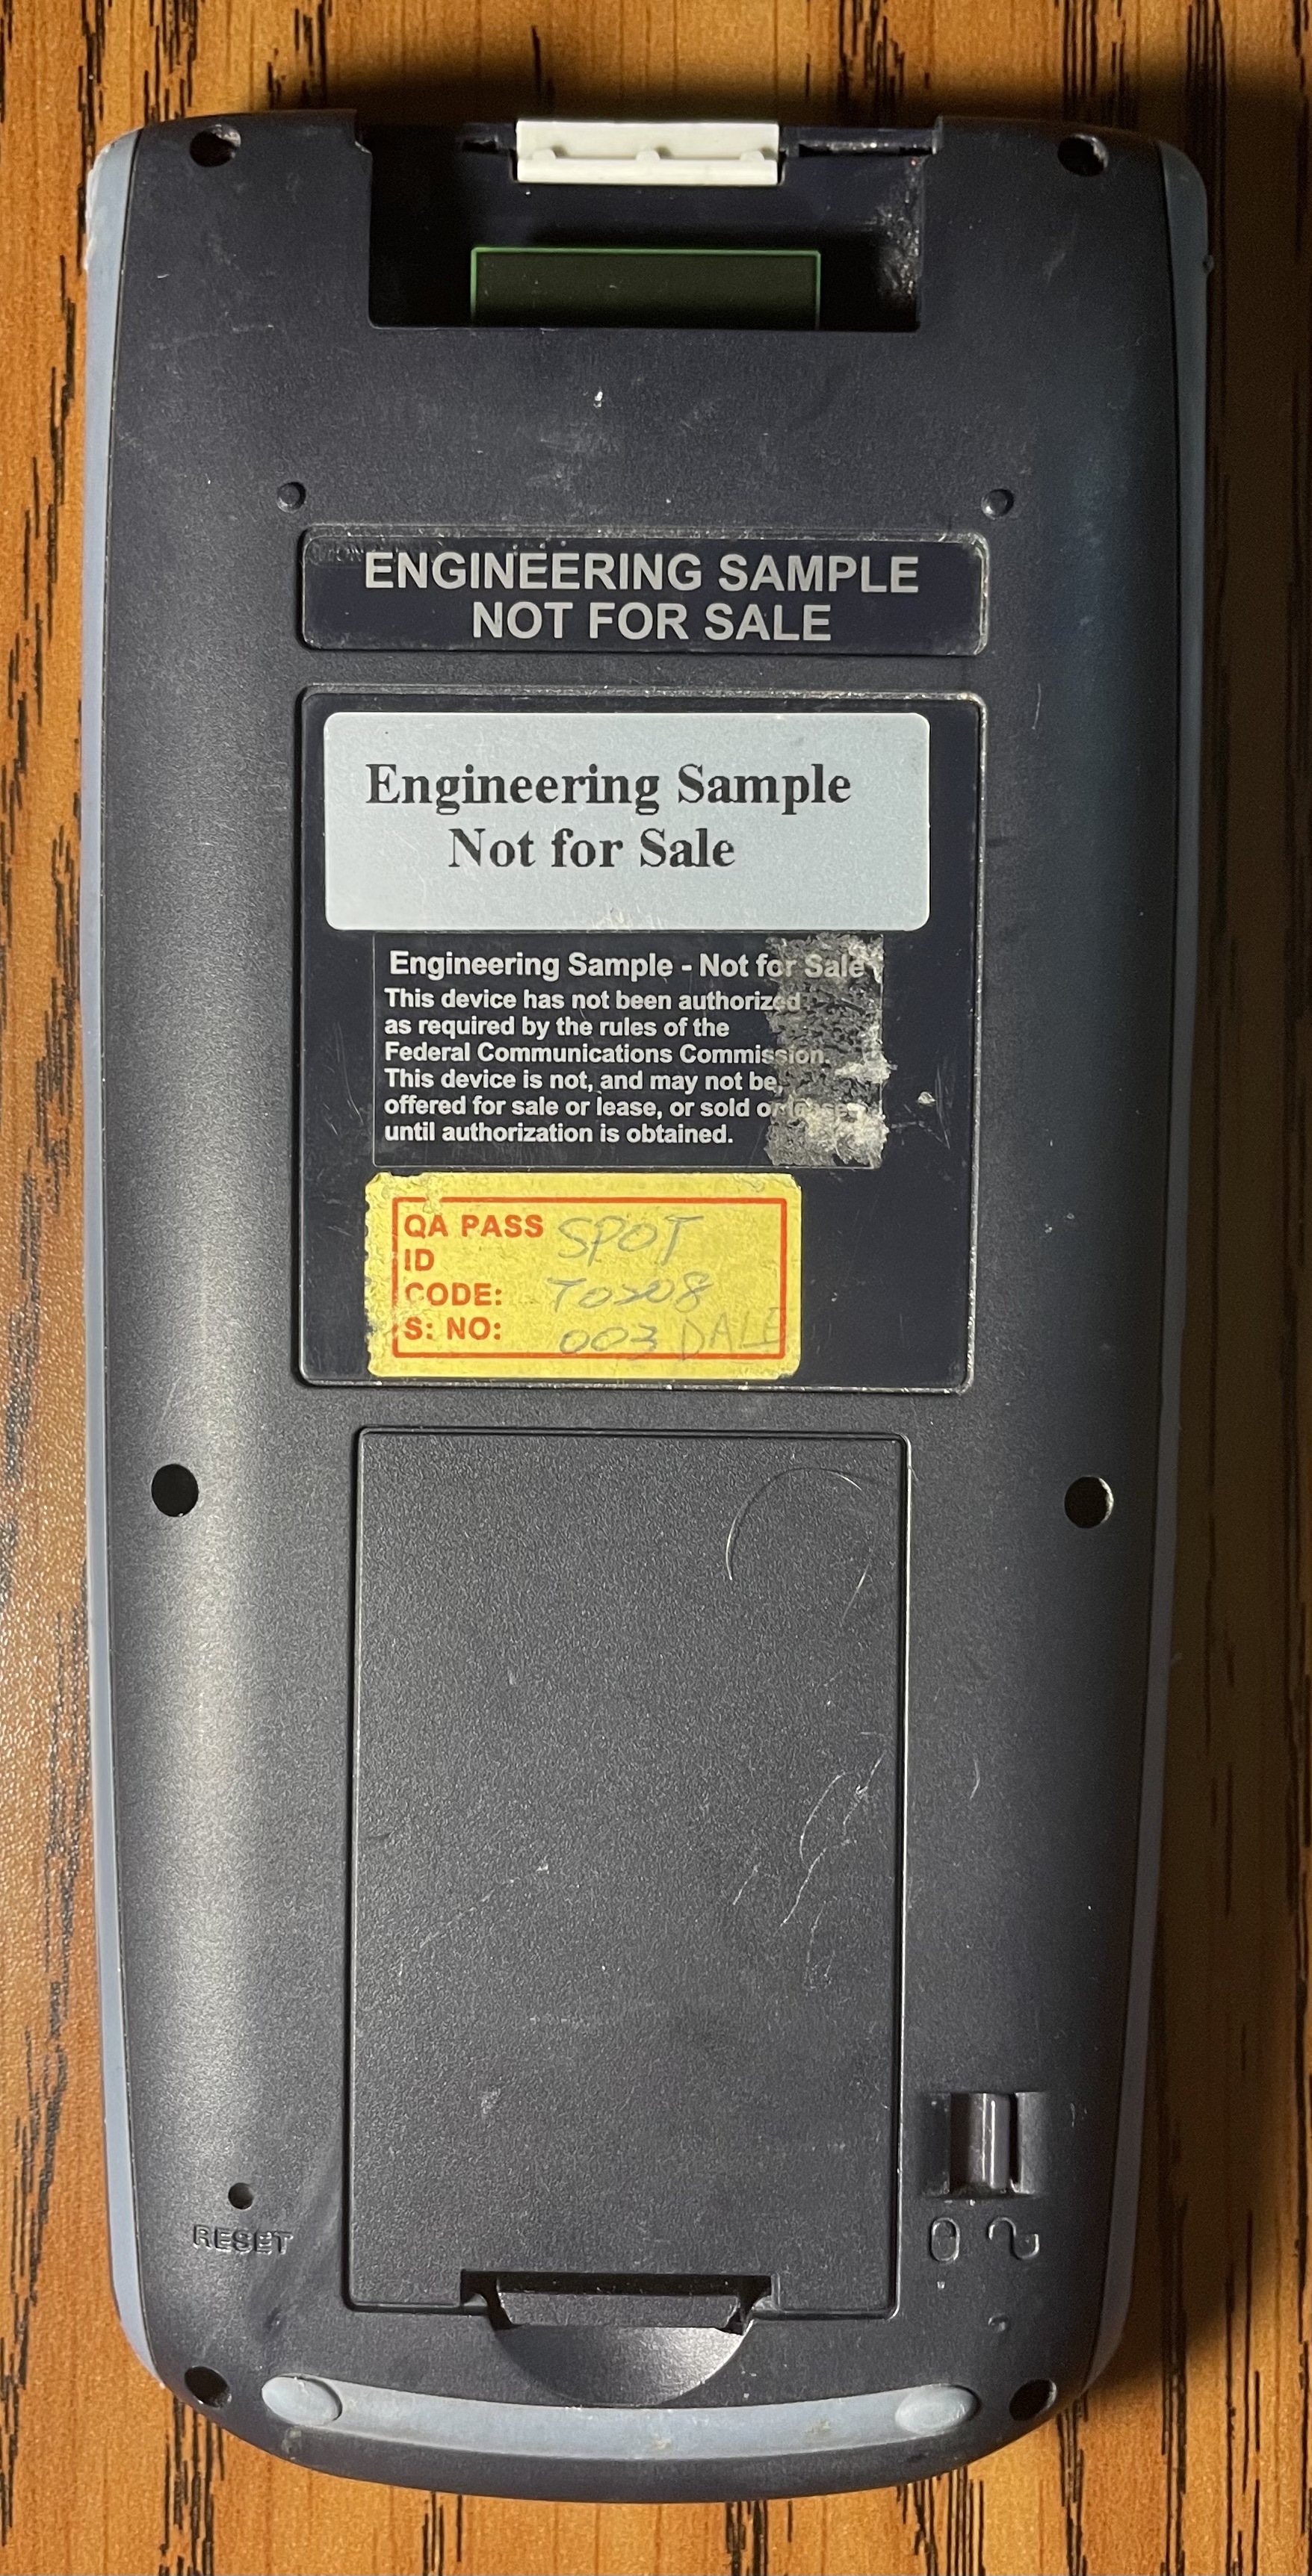 ENGINEERING SAMPLE
NOT FOR SALE
Engineering Sample
Not for Sale
Engineering Sample - Not for Sale
This device has not been authorized
as required by the rules of the
Federal Communications Commission.
This device is not, and may not be
offered for sale or lease, or sold or
until authorization is obtained.
QA PASS SPOT
ID
CODE: T0208
S: NO: 003 DALE
RESET